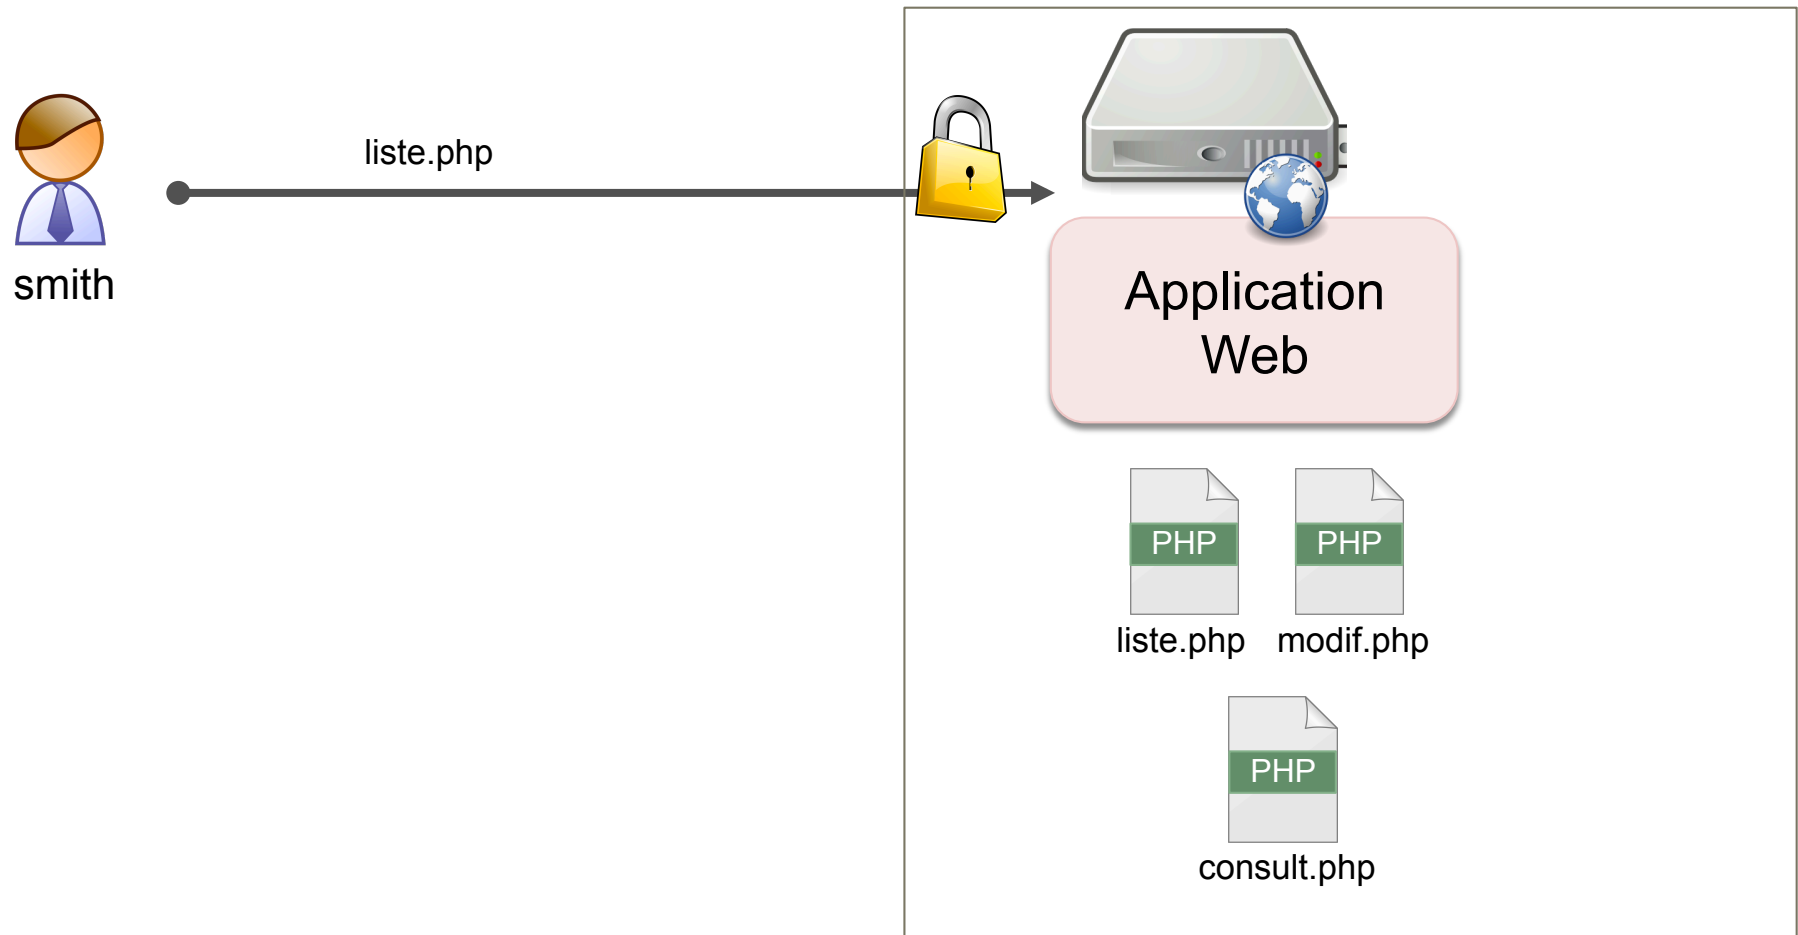 liste.php
smith
Application
Web
PHP
PHP
liste.php
modif.php
PHP
consult.php